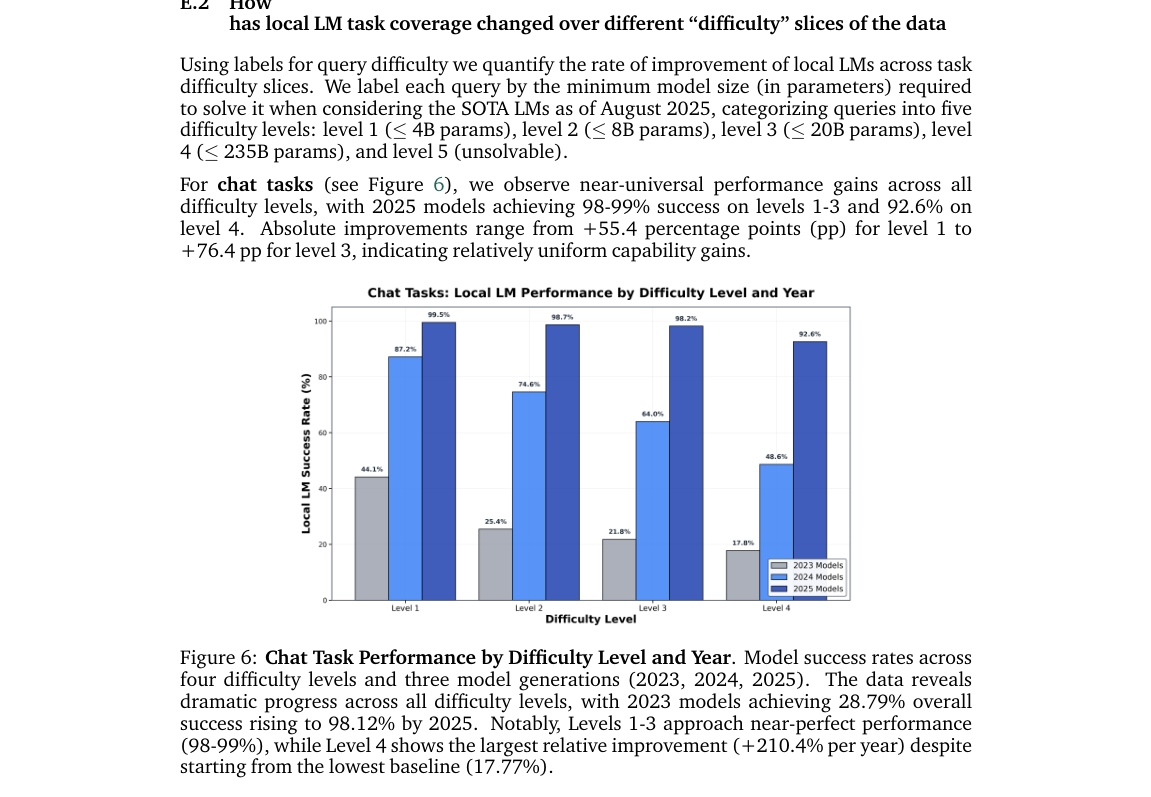 E.2 How
has local LM task coverage changed over different “difficulty” slices of the data
Using labels for query difficulty we quantify the rate of improvement of local LMs across task
difficulty slices. We label each query by the minimum model size (in parameters) required
to solve it when considering the SOTA LMs as of August 2025, categorizing queries into five
difficulty levels: level 1 (≤ 4B params), level 2 (≤ 8B params), level 3 (≤ 20B params), level
4 (≤ 235B params), and level 5 (unsolvable).
For chat tasks (see Figure 6), we observe near-universal performance gains across all
difficulty levels, with 2025 models achieving 98-99% success on levels 1-3 and 92.6% on
level 4. Absolute improvements range from +55.4 percentage points (pp) for level 1 to
+76.4 pp for level 3, indicating relatively uniform capability gains.
Chat Tasks: Local LM Performance by Difficulty Level and Year
Local LM Success Rate (%)
100
80
60
40
20
0
44.1%
87.2%
99.5%
25.4%
74.6%
98.7%
21.8%
64.0%
98.2%
17.8%
48.6%
92.6%
2023 Models
2024 Models
2025 Models
Level 1
Level 2
Level 3
Level 4
Difficulty Level
Figure 6: Chat Task Performance by Difficulty Level and Year. Model success rates across
four difficulty levels and three model generations (2023, 2024, 2025). The data reveals
dramatic progress across all difficulty levels, with 2023 models achieving 28.79% overall
success rising to 98.12% by 2025. Notably, Levels 1-3 approach near-perfect performance
(98-99%), while Level 4 shows the largest relative improvement (+210.4% per year) despite
starting from the lowest baseline (17.77%).